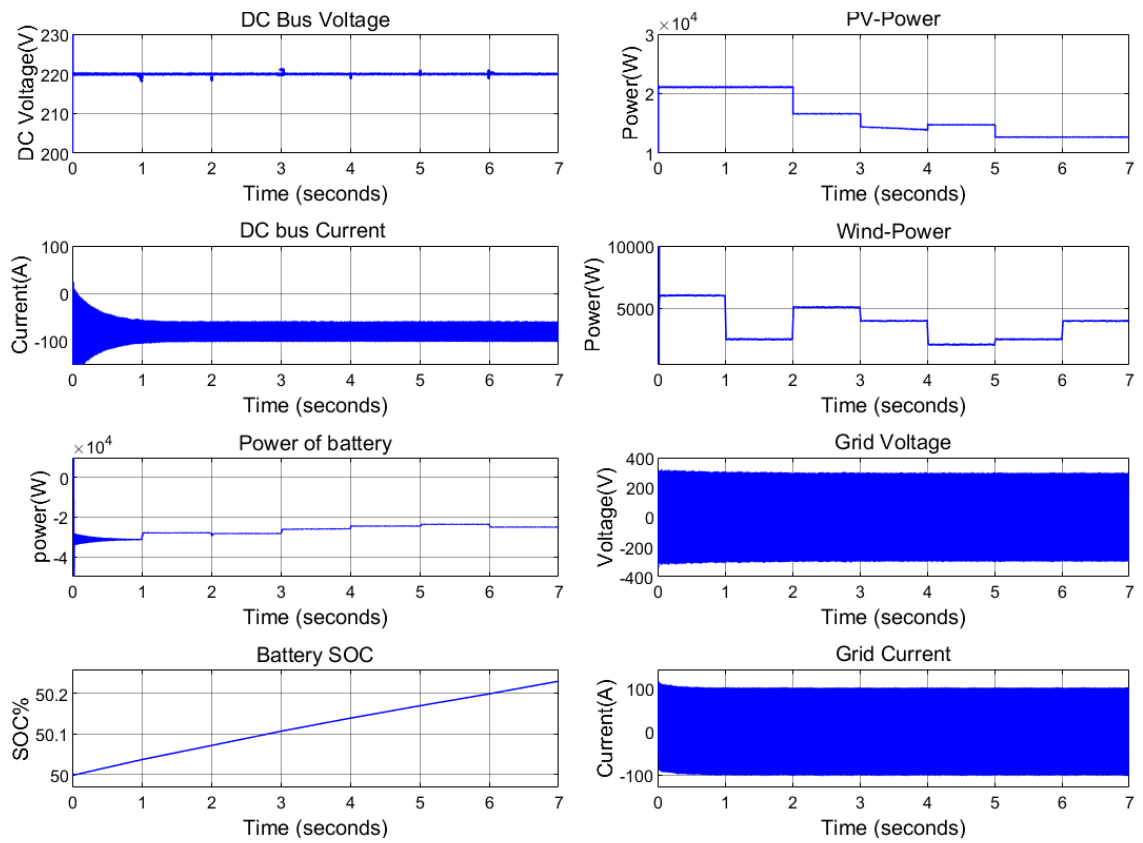 DC Bus Voltage
DC Voltage(V)
230
220
210
200
0 1 2 3 4 5 6 7
Time (seconds)
PV-Power
×10^4
Power(W)
3
2
1
0 1 2 3 4 5 6 7
Time (seconds)
DC bus Current
Current(A)
100
0
-100
0 1 2 3 4 5 6 7
Time (seconds)
Wind-Power
Power(W)
10000
5000
0 1 2 3 4 5 6 7
Time (seconds)
Power of battery
×10^4
power(W)
0
-2
-4
0 1 2 3 4 5 6 7
Time (seconds)
Grid Voltage
Voltage(V)
400
200
0
-200
-400
0 1 2 3 4 5 6 7
Time (seconds)
Battery SOC
SOC%
50.2
50.1
50
0 1 2 3 4 5 6 7
Time (seconds)
Grid Current
Current(A)
100
0
-100
0 1 2 3 4 5 6 7
Time (seconds)